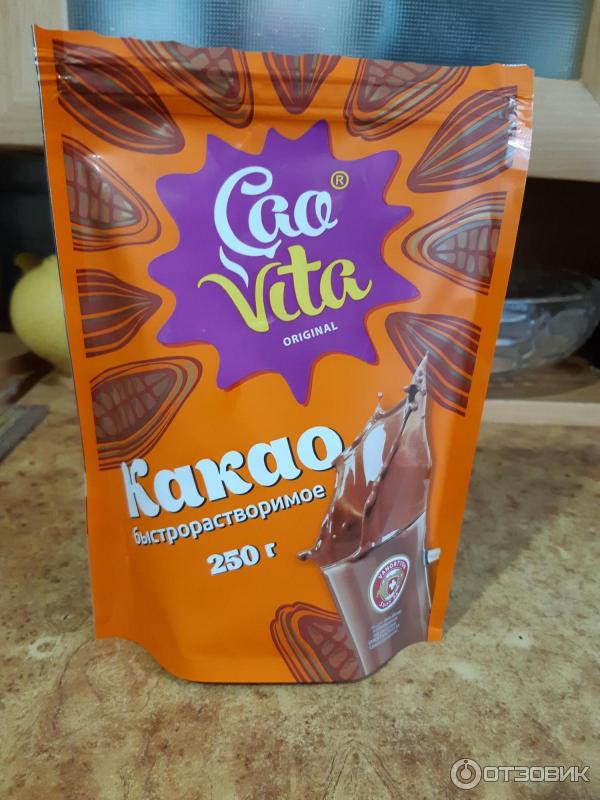 Cao®
Vita
ORIGINAL
Какао
быстрорастворимое
250 г
ОТЗОВИК